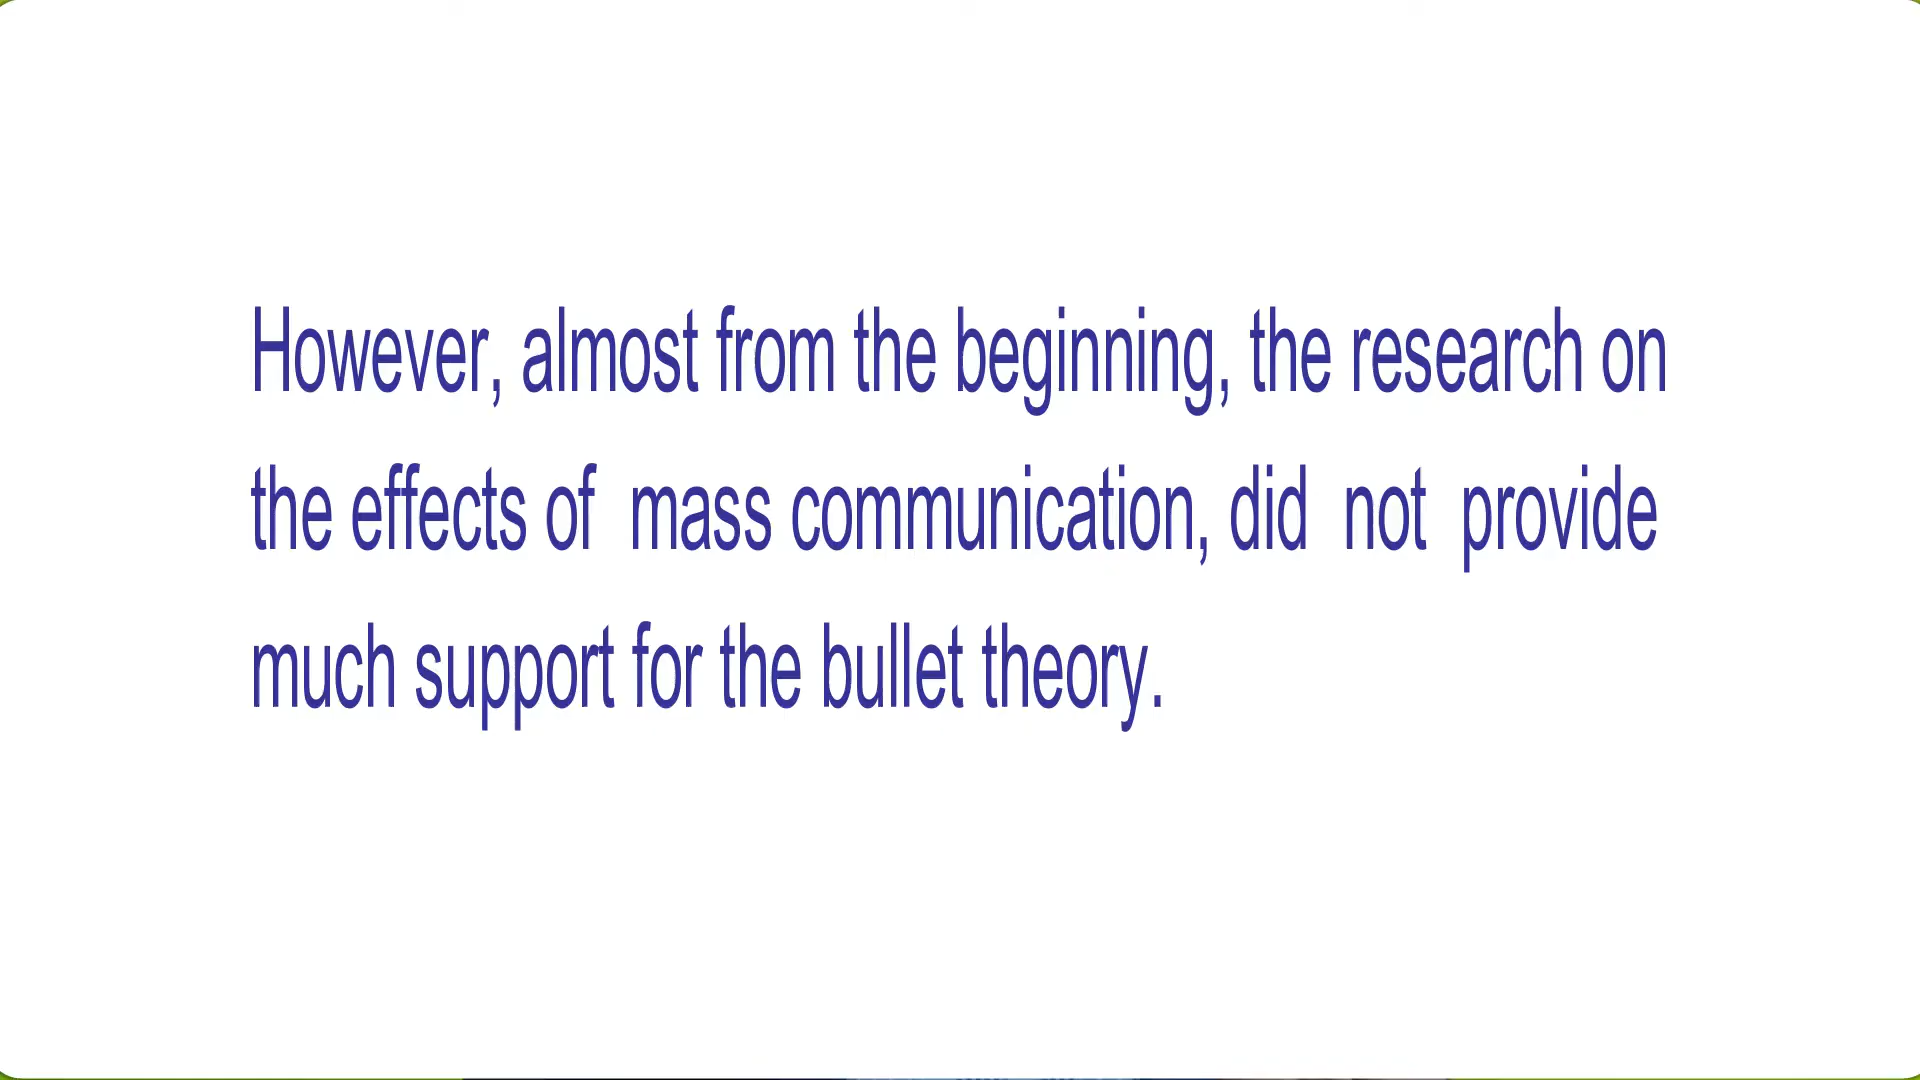 However, almost from the beginning, the research on
the effects of  mass communication, did  not  provide
much support for the bullet theory.